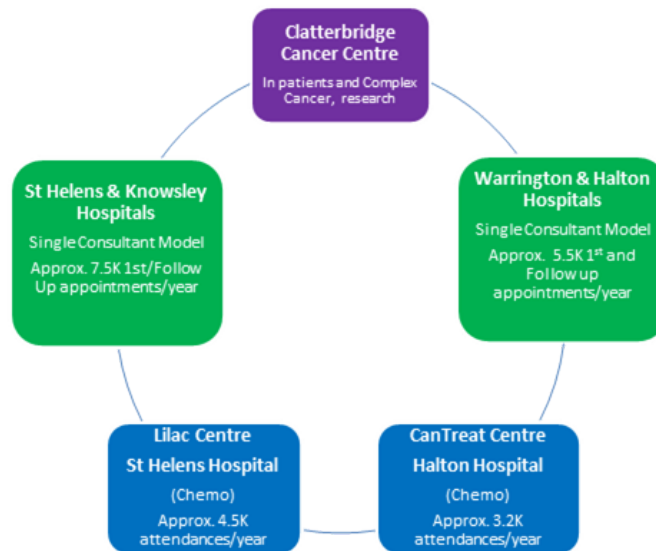 Clatterbridge
Cancer Centre
In patients and Complex
Cancer, research
St Helens & Knowsley
Hospitals
Single Consultant Model
Approx. 7.5K 1st/Follow
Up appointments/year
Warrington & Halton
Hospitals
Single Consultant Model
Approx. 5.5K 1st and
Follow up
appointments/year
Lilac Centre
St Helens Hospital
(Chemo)
Approx. 4.5K
attendances/year
CanTreat Centre
Halton Hospital
(Chemo)
Approx. 3.2K
attendances/year